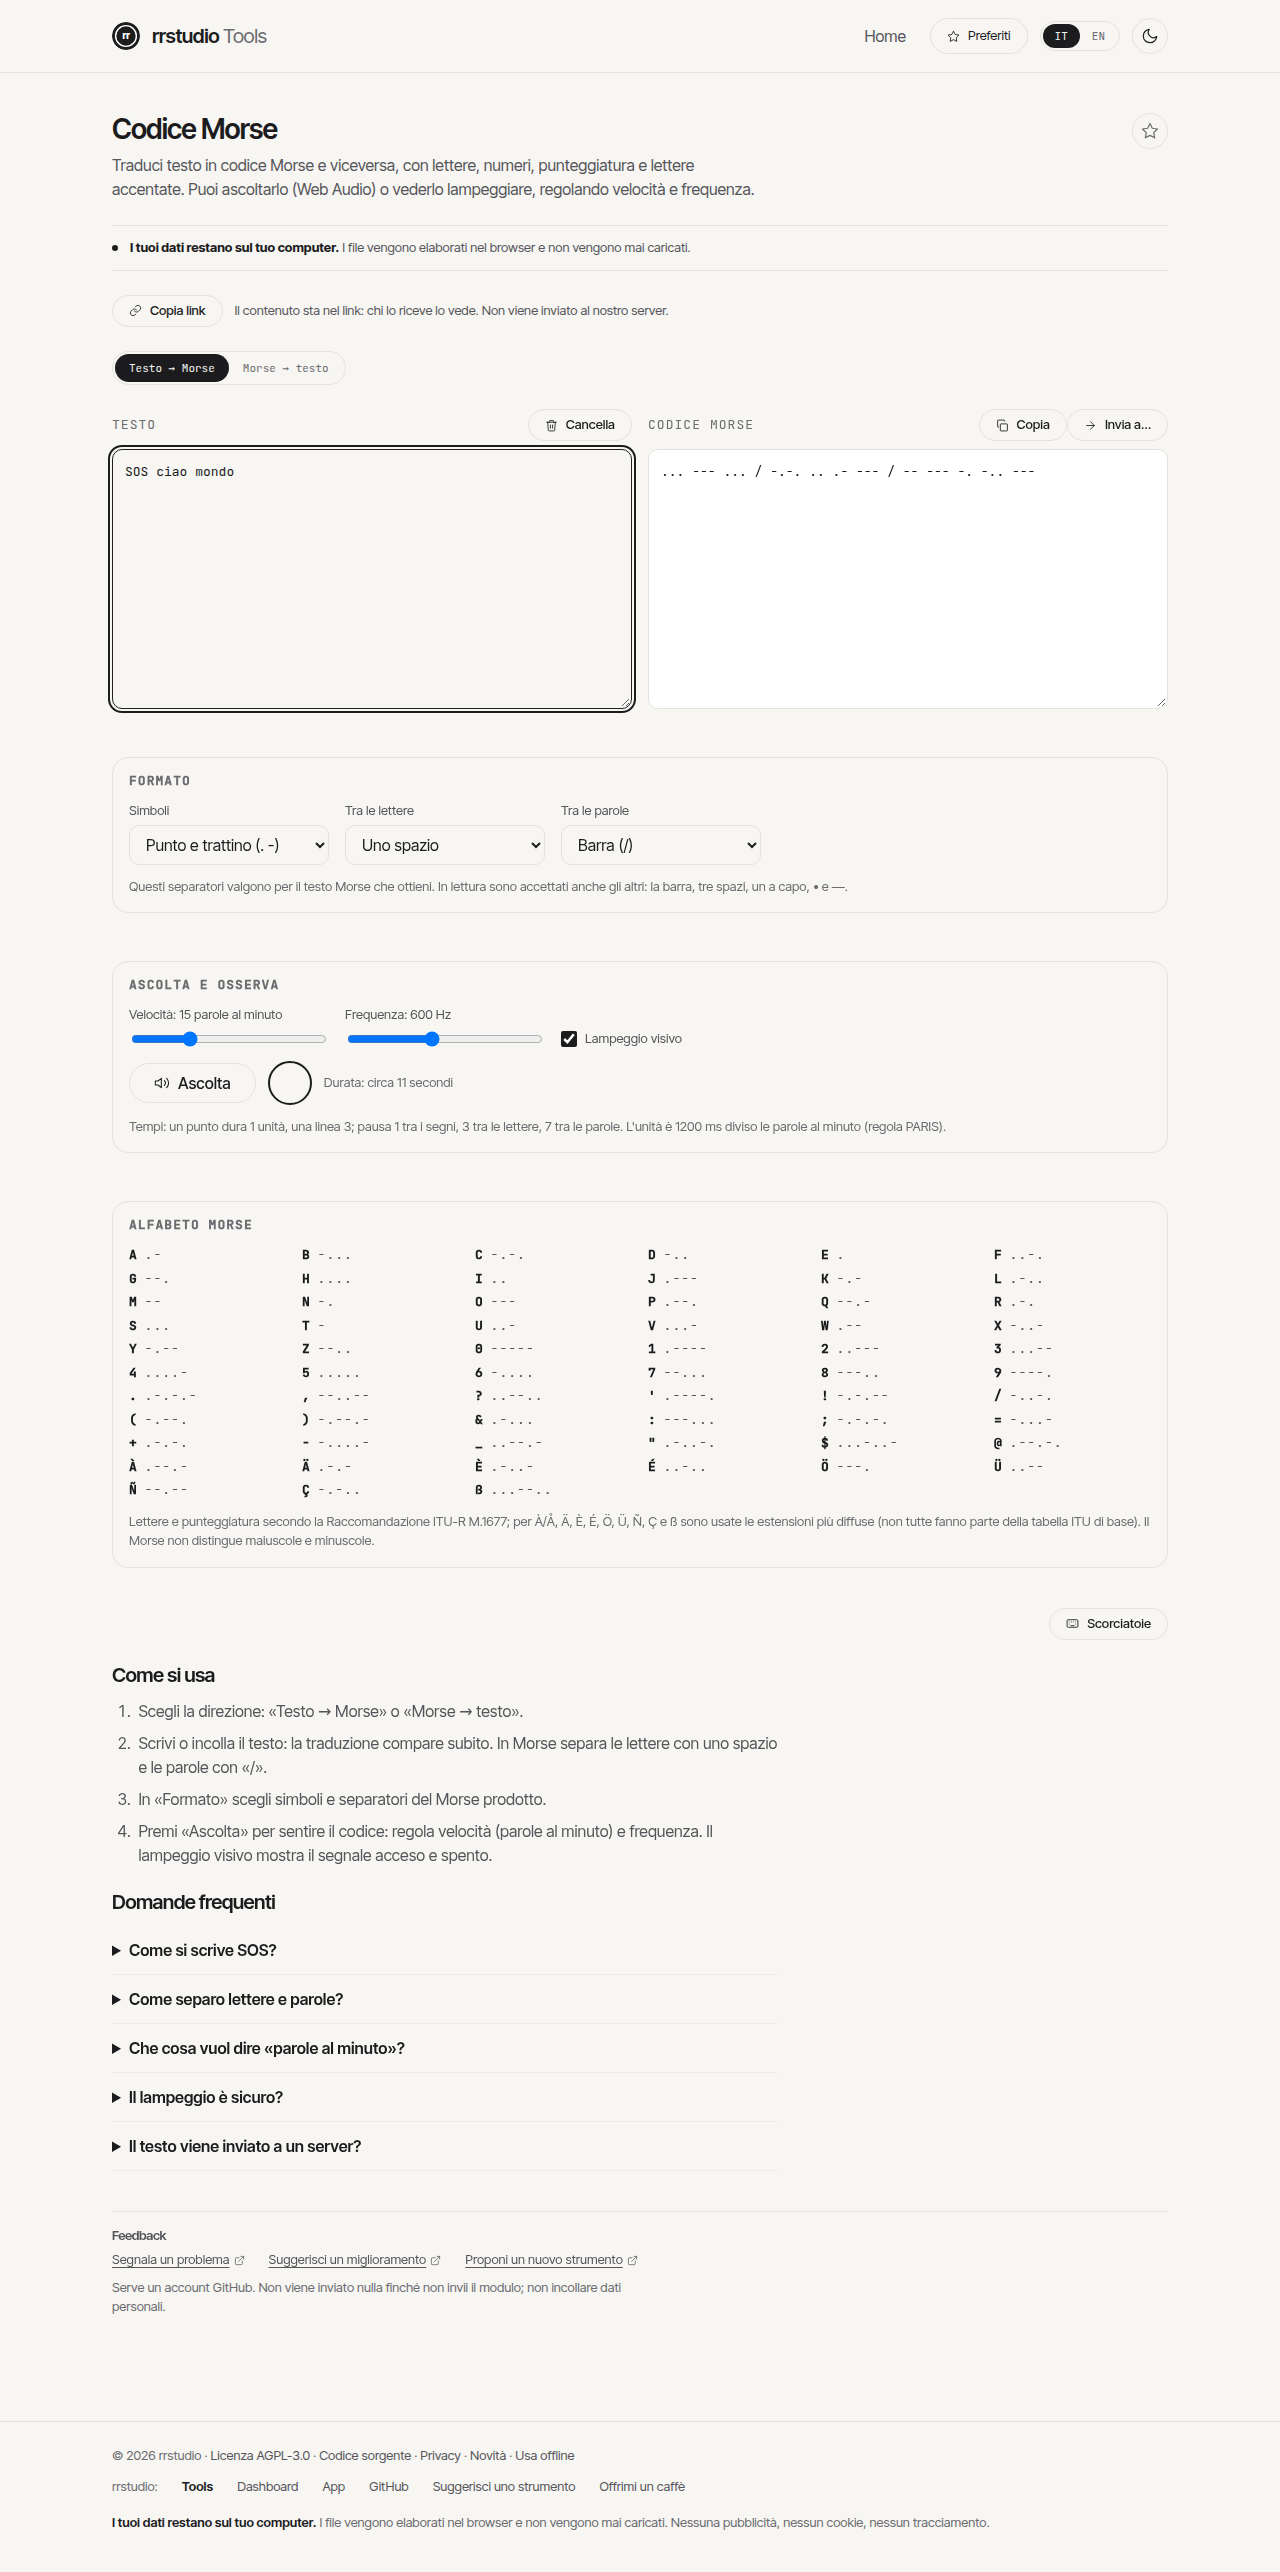 rr rrstudio Tools
Home
Preferiti
IT EN
Codice Morse
Traduci testo in codice Morse e viceversa, con lettere, numeri, punteggiatura e lettere
accentate. Puoi ascoltarlo (Web Audio) o vederlo lampeggiare, regolando velocità e frequenza.
I tuoi dati restano sul tuo computer. I file vengono elaborati nel browser e non vengono mai caricati.
Copia link Il contenuto sta nel link: chi lo riceve lo vede. Non viene inviato al nostro server.
Testo → Morse Morse → testo
TESTO Cancella CODICE MORSE Copia Invia a...
SOS ciao mondo
... --- ... / -.-. .. .- --- / -- --- -. -.. ---
FORMATO
Simboli Tra le lettere Tra le parole
Punto e trattino (. -) Uno spazio Barra (/)
Questi separatori valgono per il testo Morse che ottieni. In lettura sono accettati anche gli altri: la barra, tre spazi, un a capo, • e —.
ASCOLTA E OSSERVA
Velocità: 15 parole al minuto Frequenza: 600 Hz
Lampeggio visivo
Ascolta Durata: circa 11 secondi
Tempi: un punto dura 1 unità, una linea 3; pausa 1 tra i segni, 3 tra le lettere, 7 tra le parole. L'unità è 1200 ms diviso le parole al minuto (regola PARIS).
ALFABETO MORSE
A .- B -... C -.-. D -.. E . F ..-.
G --. H .... I .. J .--- K -.- L .-..
M -- N -. O --- P .--. Q --.- R .-.
S ... T - U ..- V ...- W .-- X -..-
Y -.-- Z --.. 0 ----- 1 .---- 2 ..--- 3 ...--
4 ....- 5 ..... 6 -.... 7 --... 8 ---.. 9 ----.
. .-.-.- , --..-- ? ..--.. ' .----. ! -.-.-- / -..-.
( -.--. ) -.--.- & .-... : ---... ; -.-.-. = -...-
+ .-.-. - -....- _ ..--.- " .-..-. $ ...-..- @ .--.-.
À .--.- Ä .-.- È .-..- É ..-.. Ö ---. Ü ..--
Ñ --.-- Ç -.-.. ß ...--..
Lettere e punteggiatura secondo la Raccomandazione ITU-R M.1677; per À/Å, Ä, È, É, Ö, Ü, Ñ, Ç e ß sono usate le estensioni più diffuse (non tutte fanno parte della tabella ITU di base). Il
Morse non distingue maiuscole e minuscole.
Scorciatoie
Come si usa
1. Scegli la direzione: «Testo → Morse» o «Morse → testo».
2. Scrivi o incolla il testo: la traduzione compare subito. In Morse separa le lettere con uno spazio
e le parole con «/».
3. In «Formato» scegli simboli e separatori del Morse prodotto.
4. Premi «Ascolta» per sentire il codice: regola velocità (parole al minuto) e frequenza. Il
lampeggio visivo mostra il segnale acceso e spento.
Domande frequenti
Come si scrive SOS?
Come separo lettere e parole?
Che cosa vuol dire «parole al minuto»?
Il lampeggio è sicuro?
Il testo viene inviato a un server?
Feedback
Segnala un problema Suggerisci un miglioramento Proponi un nuovo strumento
Serve un account GitHub. Non viene inviato nulla finché non invii il modulo; non incollare dati
personali.
© 2026 rrstudio · Licenza AGPL-3.0 · Codice sorgente · Privacy · Novità · Usa offline
rrstudio: Tools Dashboard App GitHub Suggerisci uno strumento Offrimi un caffè
I tuoi dati restano sul tuo computer. I file vengono elaborati nel browser e non vengono mai caricati. Nessuna pubblicità, nessun cookie, nessun tracciamento.